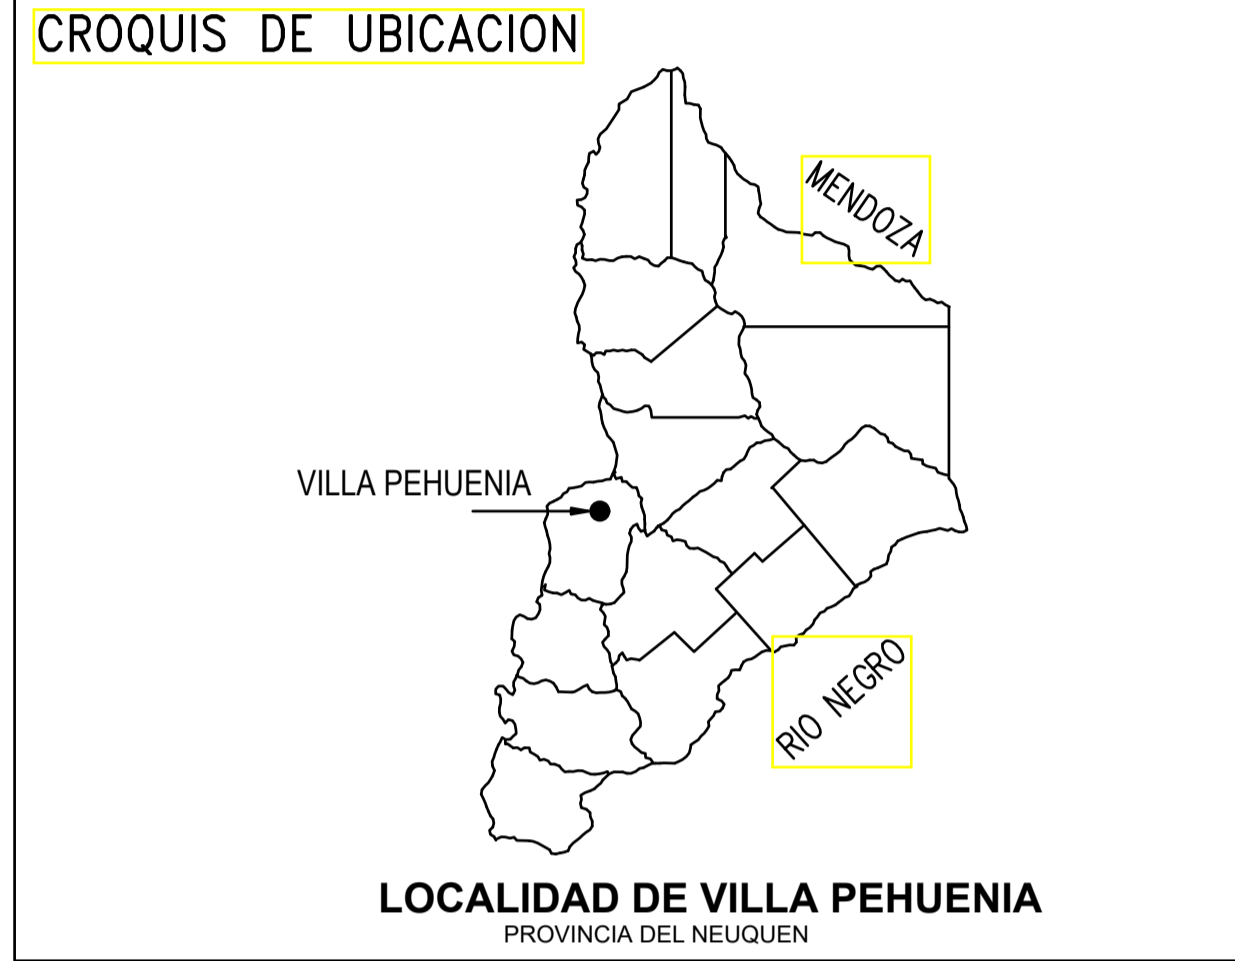 CROQUIS DE UBICACION
MENDOZA
VILLA PEHUENIA
RIO NEGRO
LOCALIDAD DE VILLA PEHUENIA
PROVINCIA DEL NEUQUEN